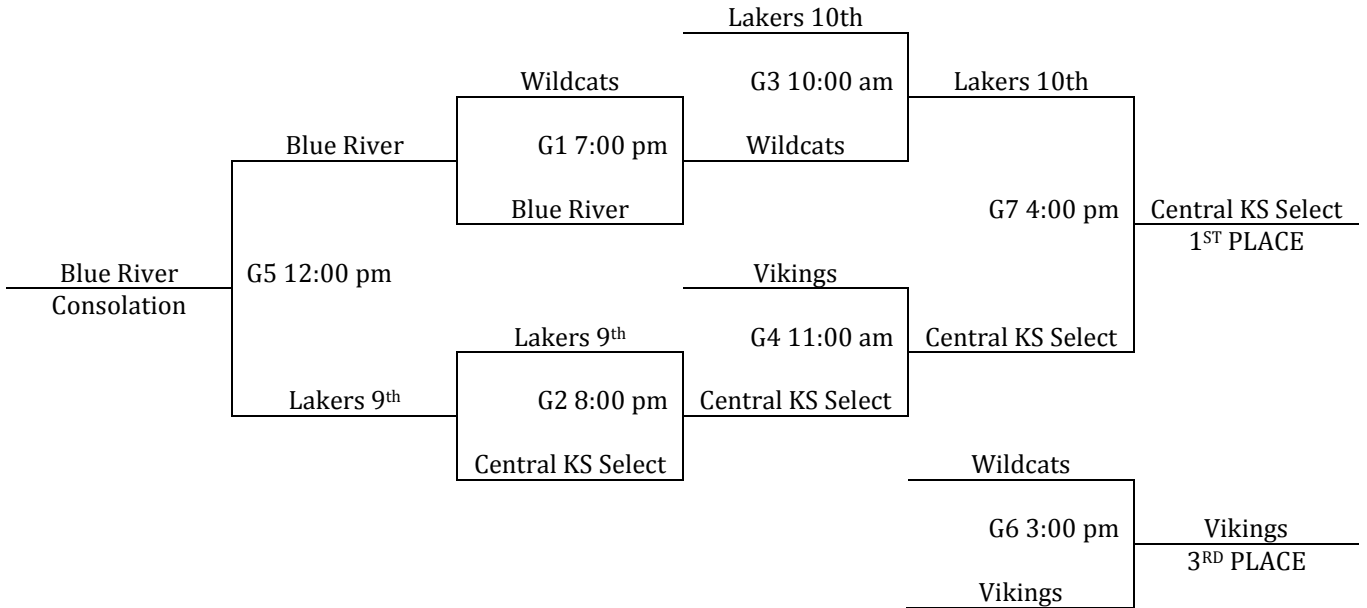 Lakers 10th
Wildcats
G3 10:00 am
Lakers 10th
Blue River
G1 7:00 pm
Wildcats
Blue River
G7 4:00 pm
Central KS Select
1ST PLACE
Blue River
G5 12:00 pm
Vikings
Consolation
Lakers 9th
G4 11:00 am
Central KS Select
Lakers 9th
G2 8:00 pm
Central KS Select
Central KS Select
Wildcats
G6 3:00 pm
Vikings
3RD PLACE
Vikings